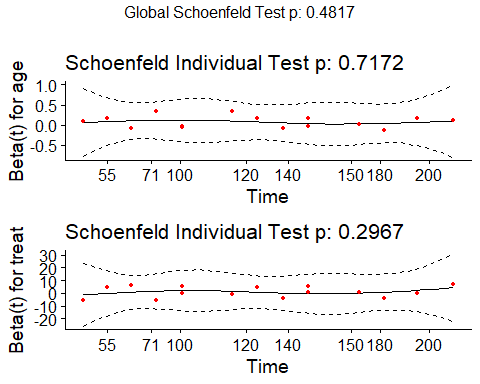 Global Schoenfeld Test p: 0.4817
Schoenfeld Individual Test p: 0.7172
Beta(t) for age
1.0
0.5
0.0
-0.5
55 71 100 120 140 150 180 200
Time
Schoenfeld Individual Test p: 0.2967
Beta(t) for treat
30
20
10
0
-10
-20
55 71 100 120 140 150 180 200
Time